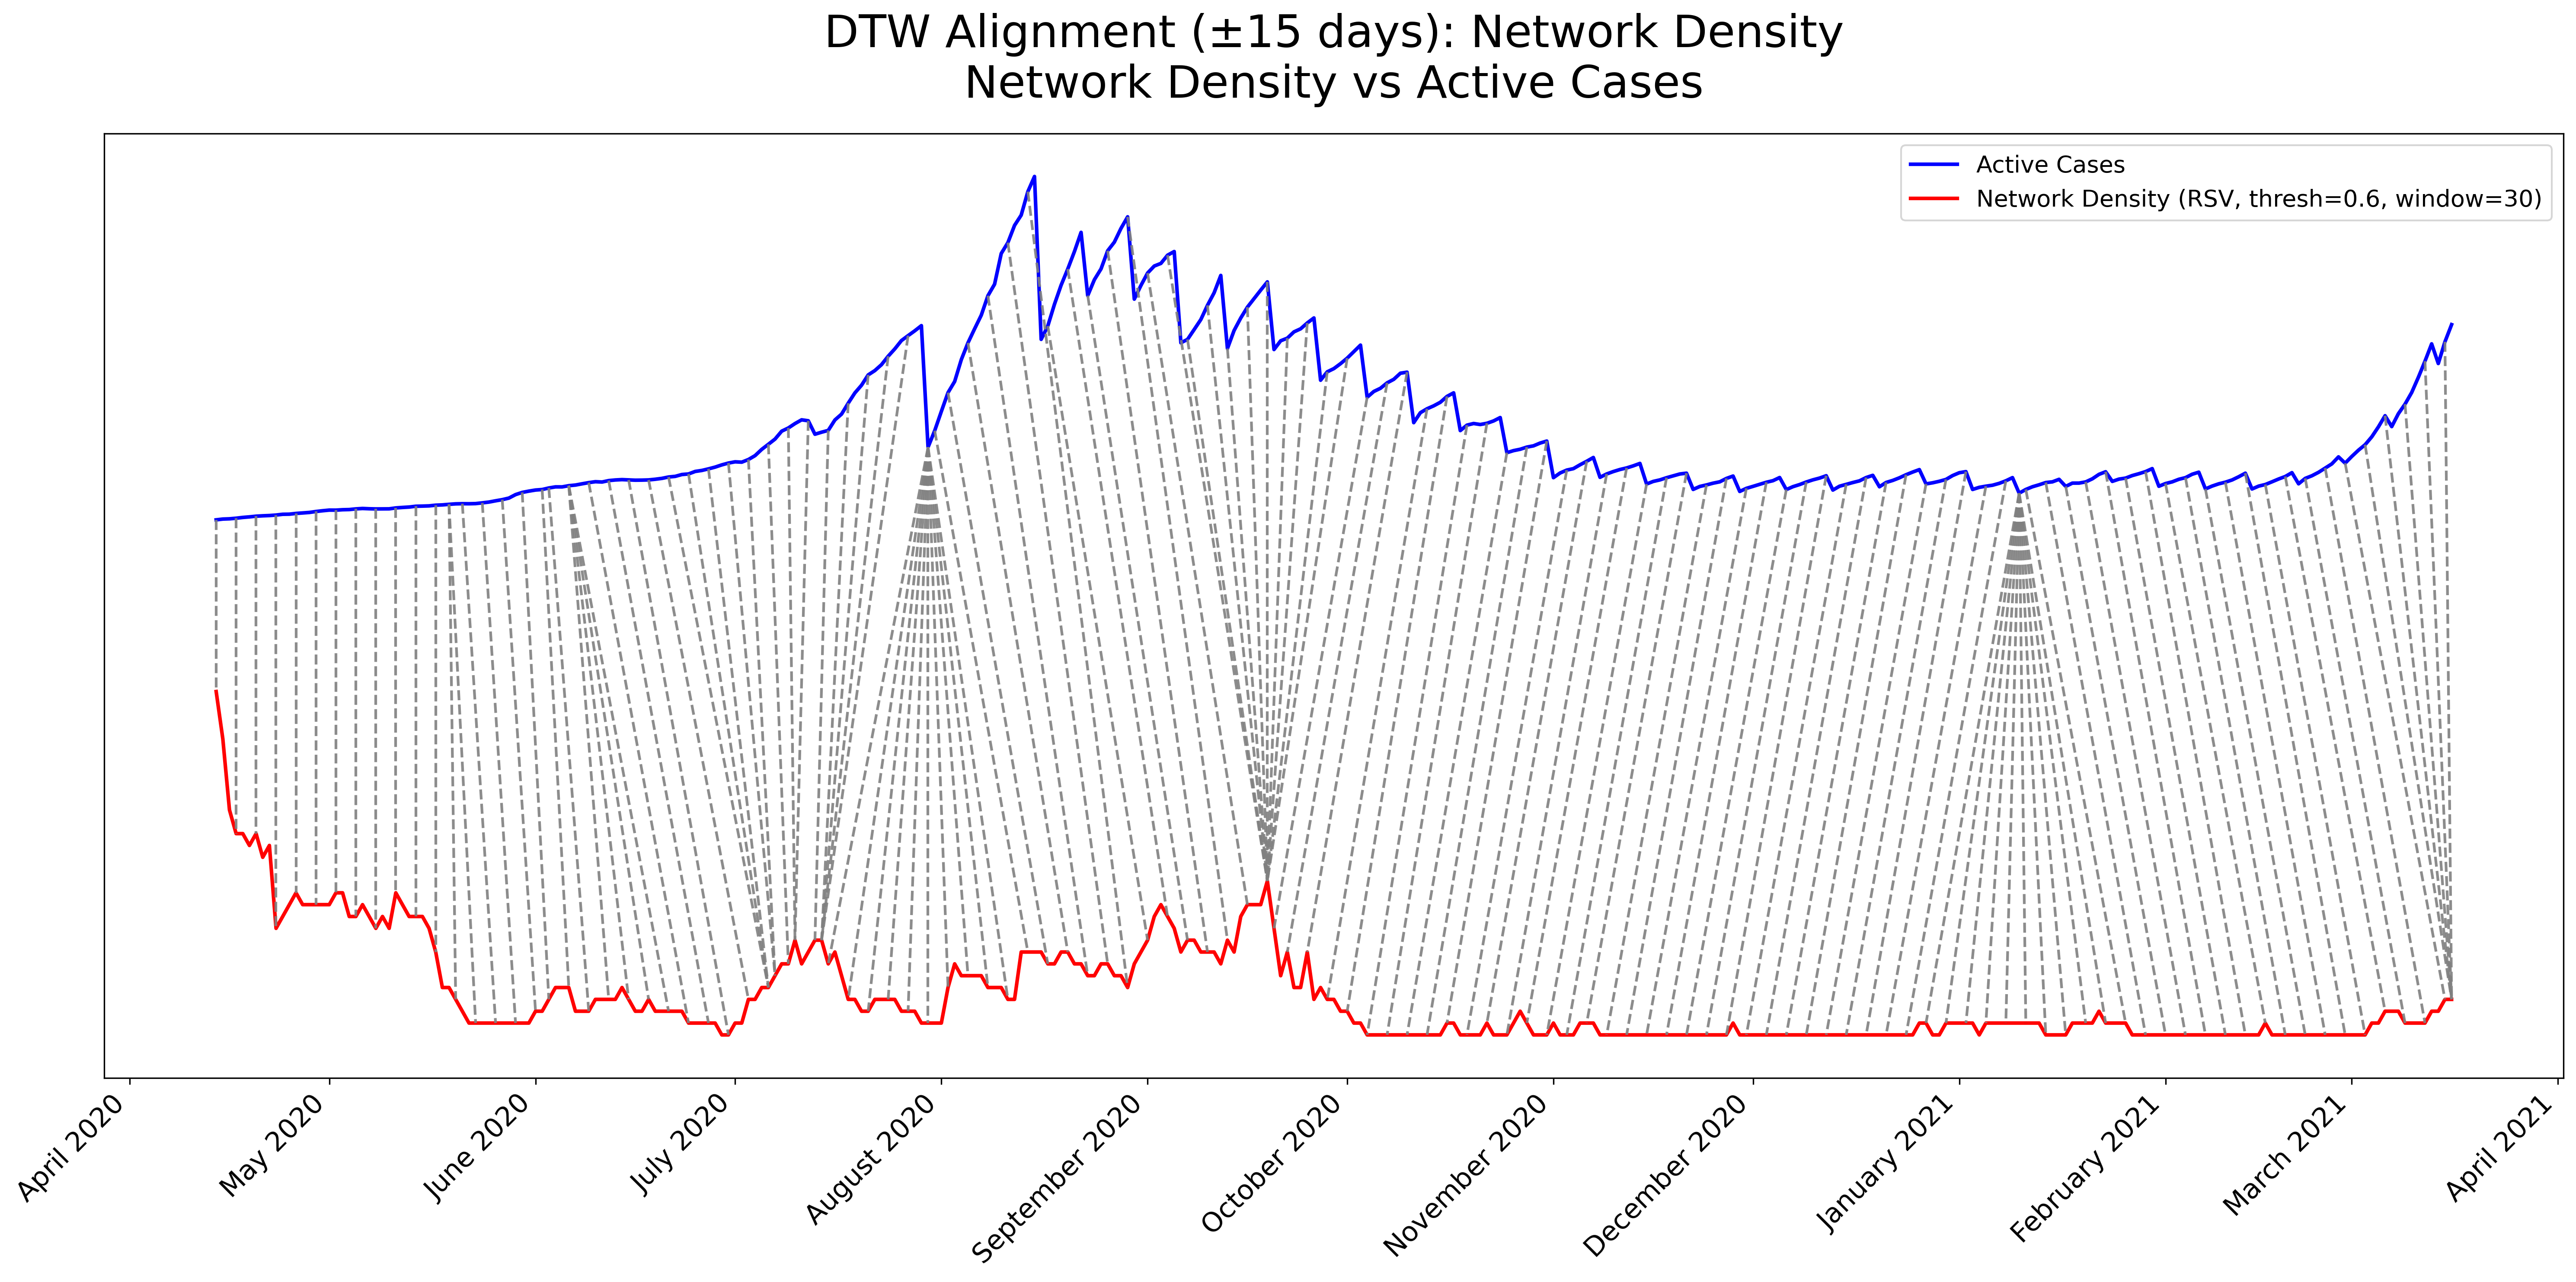 DTW Alignment (±15 days): Network Density
Network Density vs Active Cases
Active Cases
Network Density (RSV, thresh=0.6, window=30)
April 2020
May 2020
June 2020
July 2020
August 2020
September 2020
October 2020
November 2020
December 2020
January 2021
February 2021
March 2021
April 2021